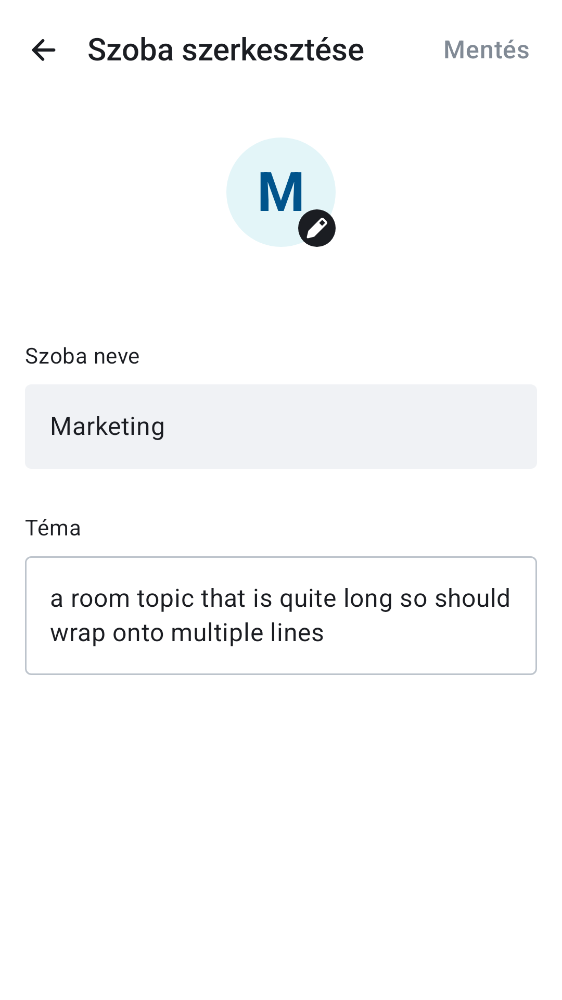 Szoba szerkesztése
Mentés
M
Szoba neve
Marketing
Téma
a room topic that is quite long so should
wrap onto multiple lines